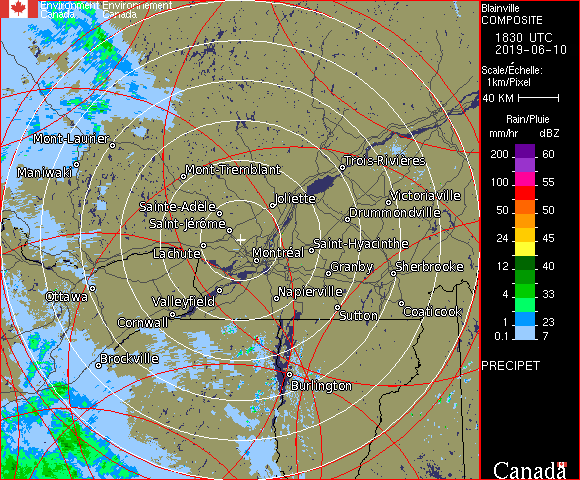 Environment Environnement
Canada Canada
Mont-Laurier
Maniwaki
Mont-Tremblant
Trois-Rivières
Joliette
Victoriaville
Sainte-Adèle
Drummondville
Saint-Jérôme
Saint-Hyacinthe
Lachute
Montréal
Granby
Sherbrooke
Ottawa
Valleyfield
Napierville
Cornwall
Sutton
Coaticook
Brockville
Burlington
Blainville
COMPOSITE
1830 UTC
2019-06-10
Scale/Échelle:
1km/Pixel
40 KM
Rain/Pluie
mm/hr dBZ
200 60
100 55
50 50
24 45
12 40
4 33
1 23
0.1 7
PRECIPET
Canada